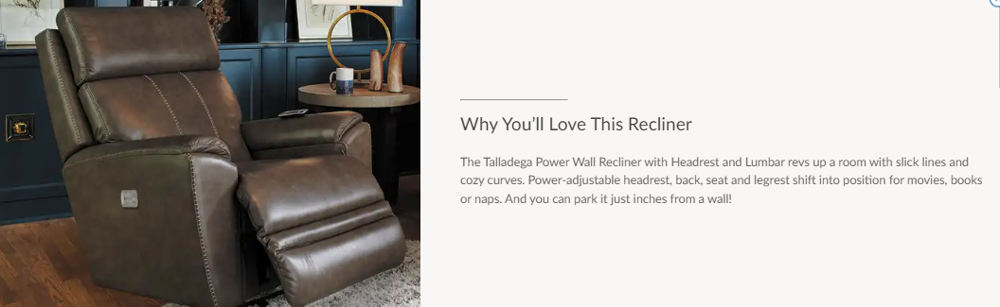 Why You'll Love This Recliner
The Talladega Power Wall Recliner with Headrest and Lumbar revs up a room with slick lines and
cozy curves. Power-adjustable headrest, back, seat and legrest shift into position for movies, books
or naps. And you can park it just inches from a wall!